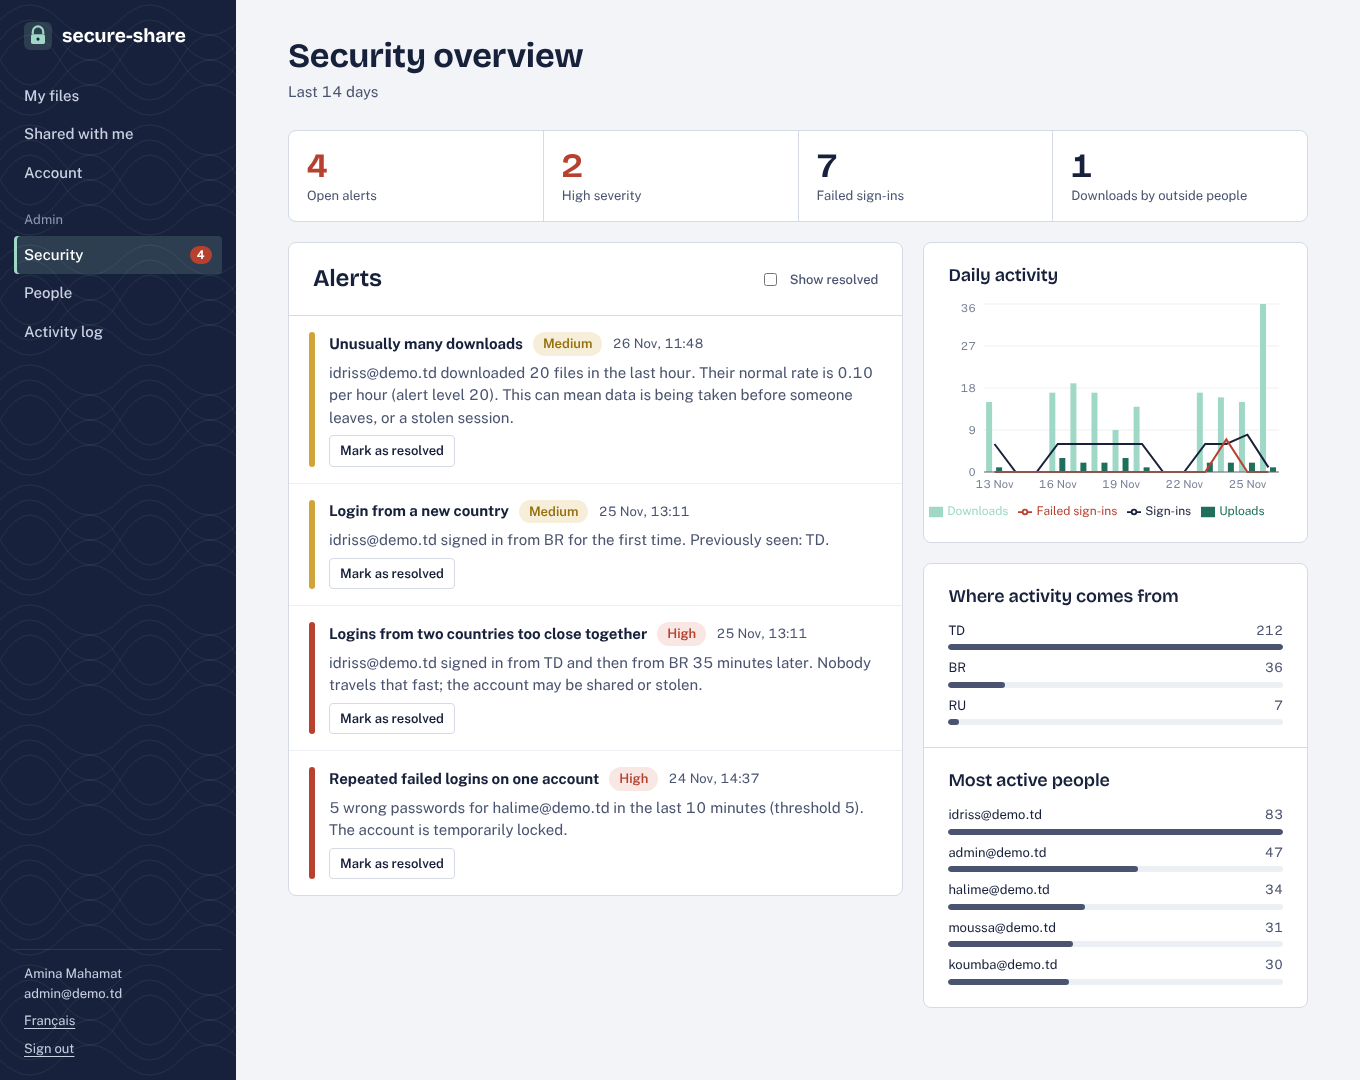 secure-share
My files
Shared with me
Account
Admin
Security 4
People
Activity log
Amina Mahamat
admin@demo.td
Français
Sign out
Security overview
Last 14 days
4
Open alerts
2
High severity
7
Failed sign-ins
1
Downloads by outside people
Alerts
Show resolved
Unusually many downloads Medium 26 Nov, 11:48
idriss@demo.td downloaded 20 files in the last hour. Their normal rate is 0.10
per hour (alert level 20). This can mean data is being taken before someone
leaves, or a stolen session.
Mark as resolved
Login from a new country Medium 25 Nov, 13:11
idriss@demo.td signed in from BR for the first time. Previously seen: TD.
Mark as resolved
Logins from two countries too close together High 25 Nov, 13:11
idriss@demo.td signed in from TD and then from BR 35 minutes later. Nobody
travels that fast; the account may be shared or stolen.
Mark as resolved
Repeated failed logins on one account High 24 Nov, 14:37
5 wrong passwords for halime@demo.td in the last 10 minutes (threshold 5).
The account is temporarily locked.
Mark as resolved
Daily activity
36
27
18
9
0
13 Nov 16 Nov 19 Nov 22 Nov 25 Nov
Downloads Failed sign-ins Sign-ins Uploads
Where activity comes from
TD 212
BR 36
RU 7
Most active people
idriss@demo.td 83
admin@demo.td 47
halime@demo.td 34
moussa@demo.td 31
koumba@demo.td 30